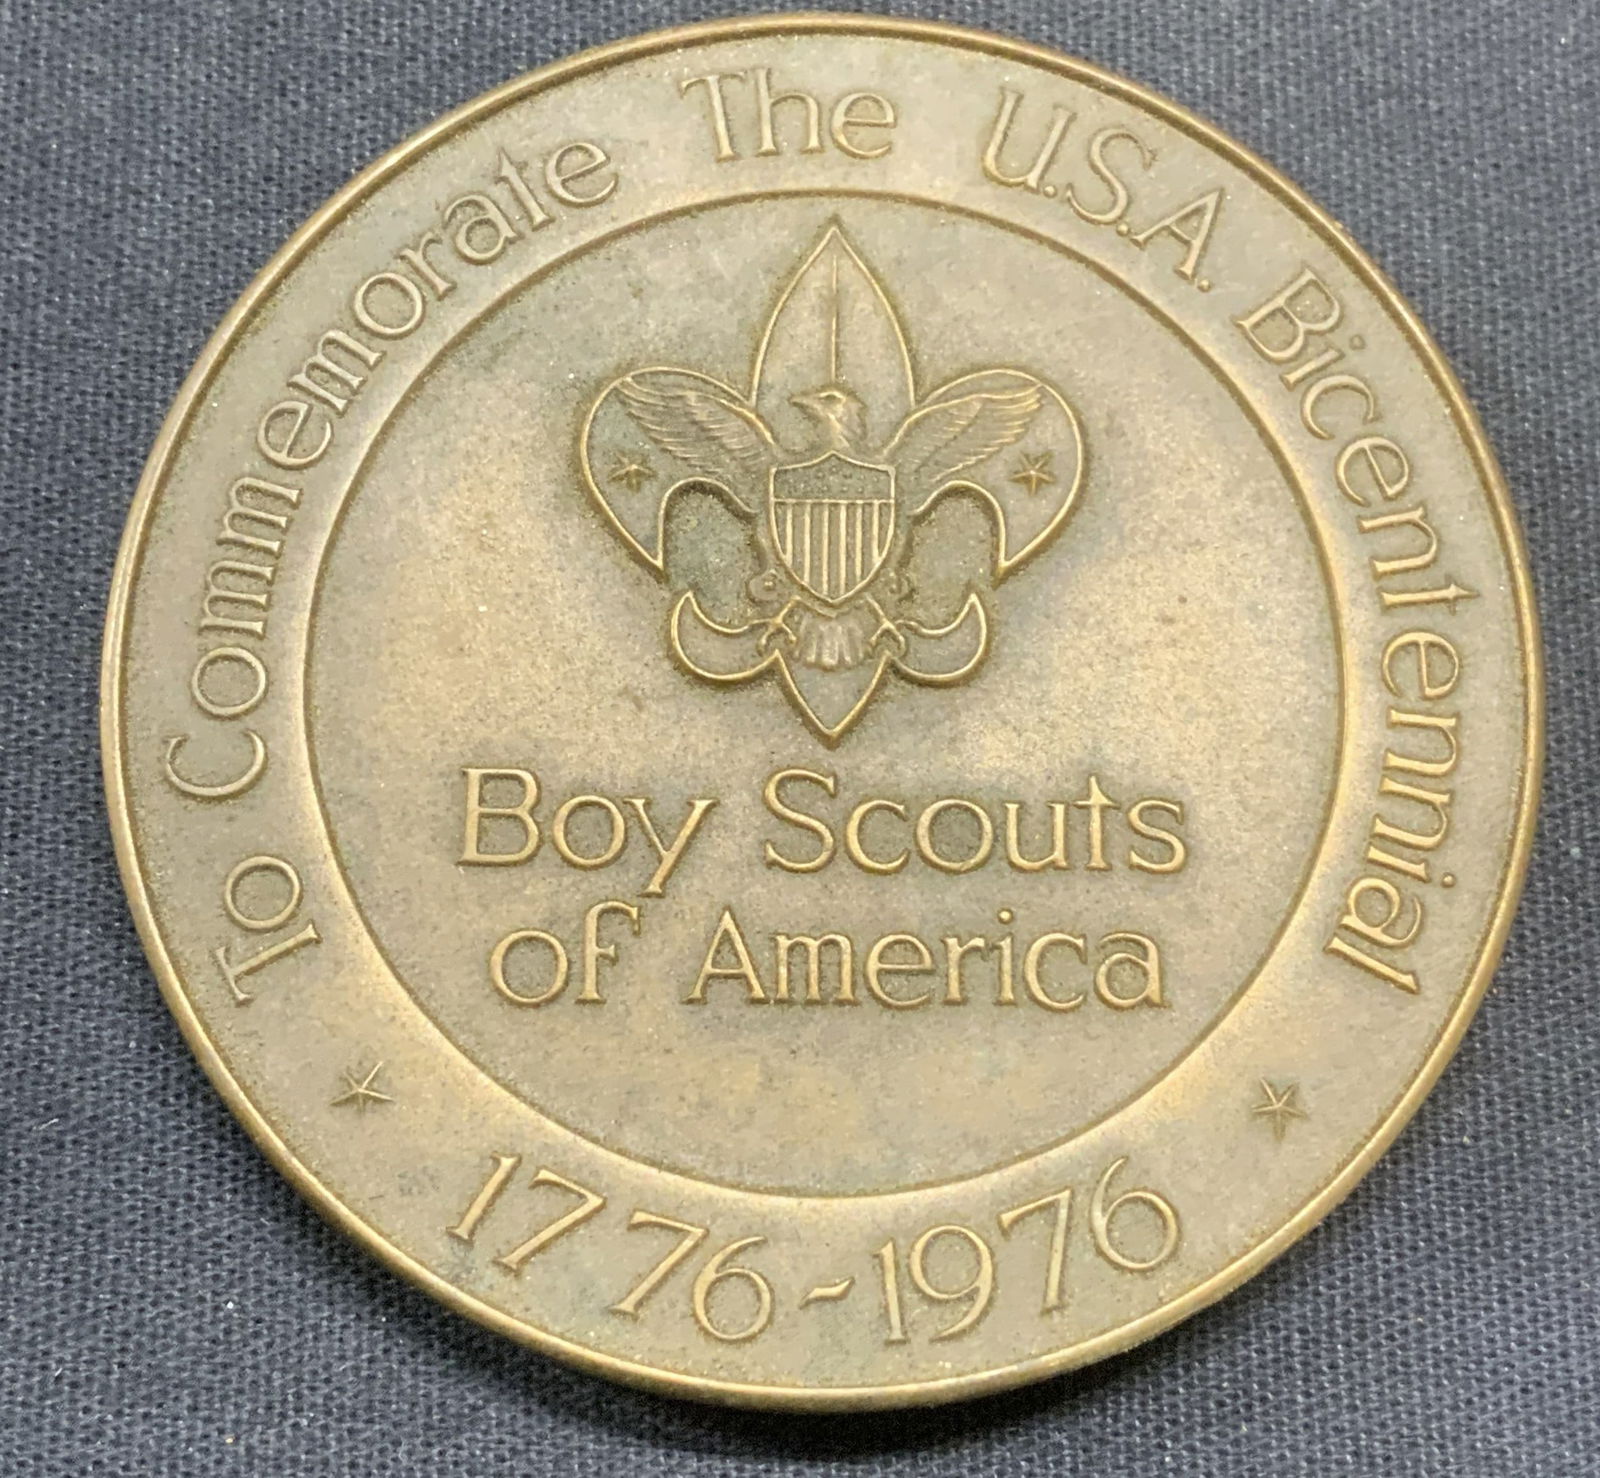 To Commemorate The U.S.A. Bicentennial
Boy Scouts
of America
1776-1976